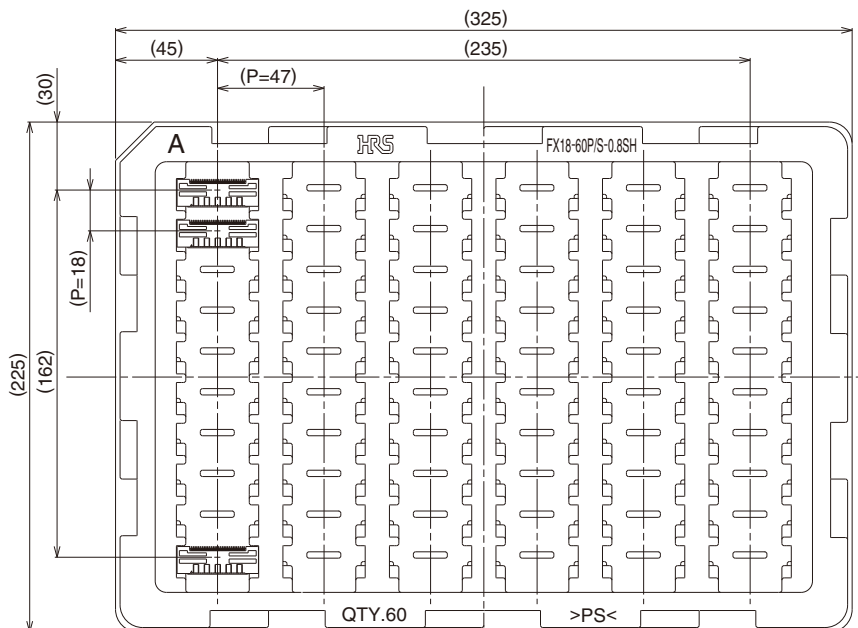 (325)
(45)
(235)
(P=47)
(30)
A
HRS
FX18-60P/S-0.8SH
(P=18)
(162)
(225)
QTY.60
>PS<